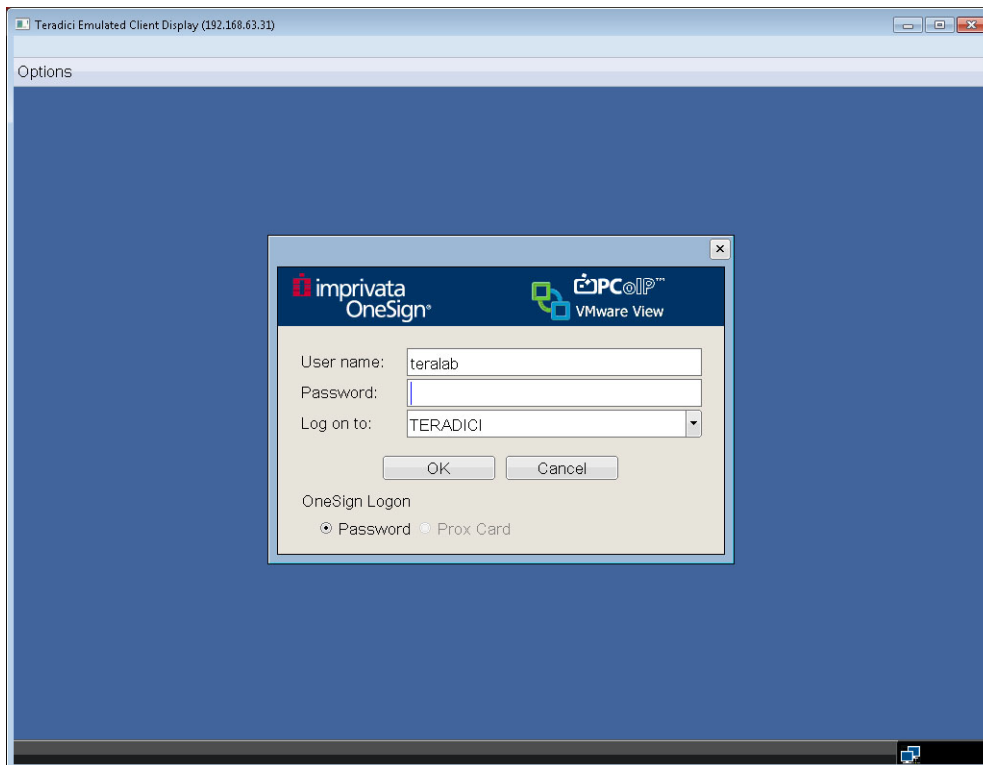 Teradici Emulated Client Display (192.168.63.31)
Options
imprivata
OneSign®
PCoIP™
VMware View
User name: teralab
Password:
Log on to: TERADICI
OK Cancel
OneSign Logon
Password Prox Card